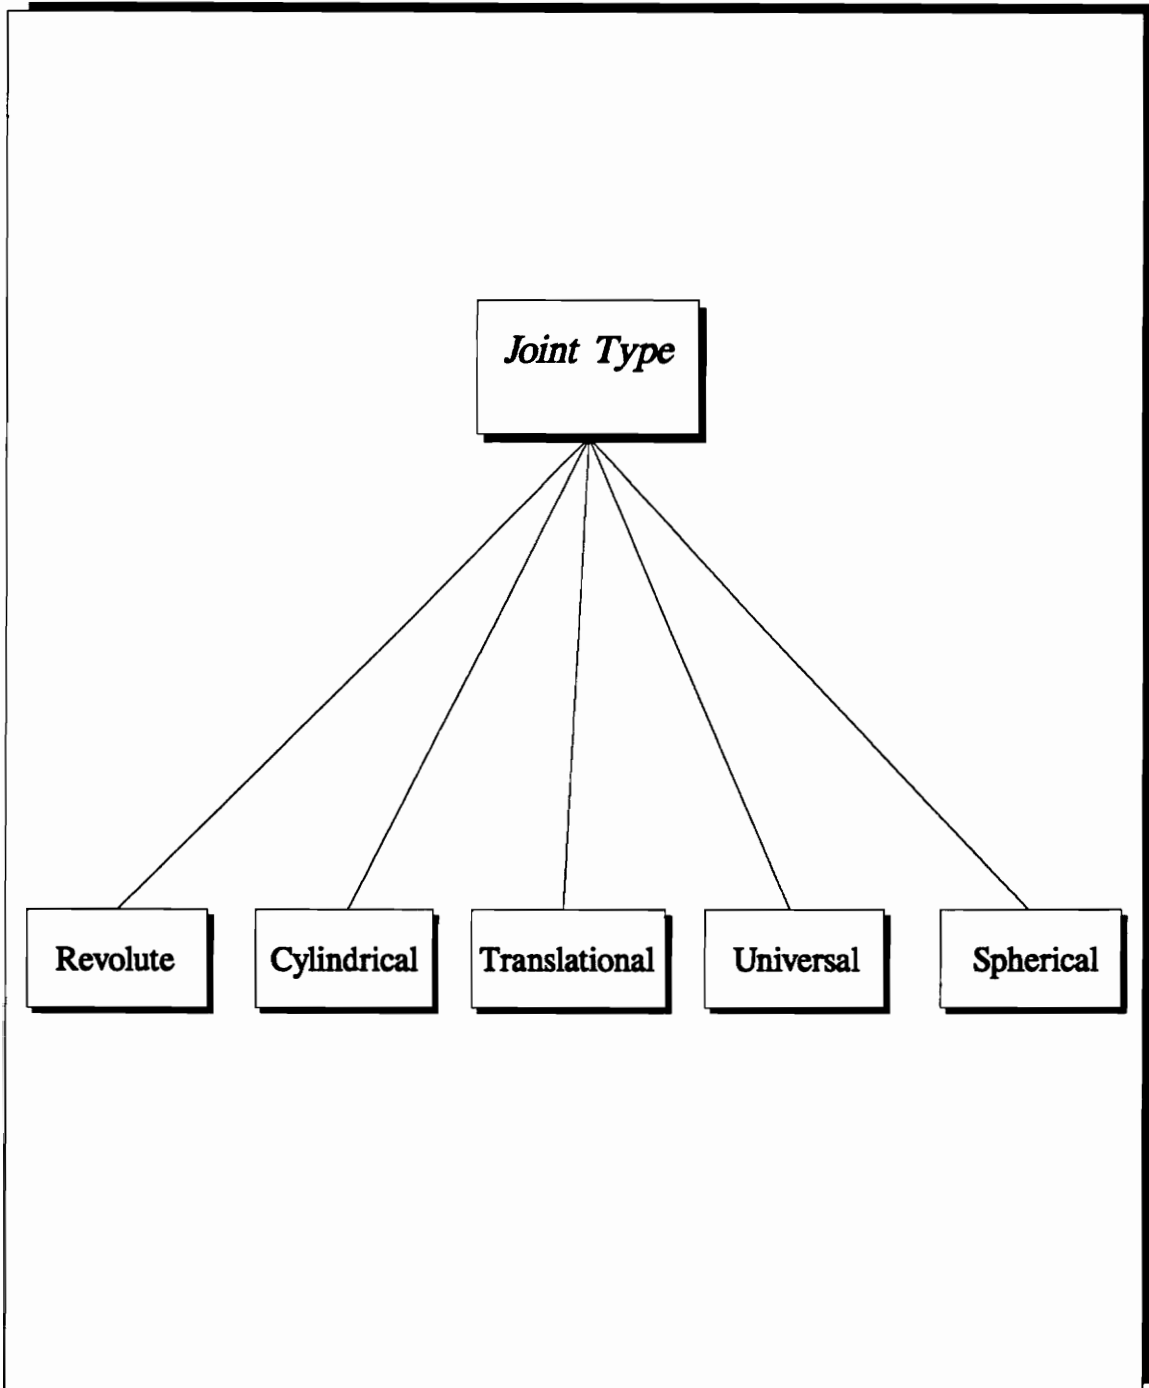 Joint Type
Revolute
Cylindrical
Translational
Universal
Spherical